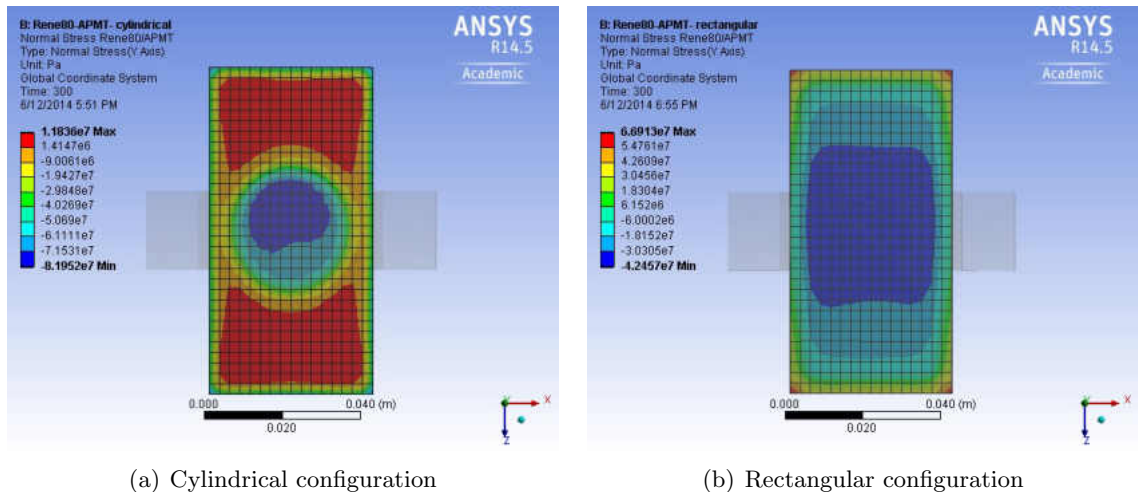 B: Rene80-APMT- cylindrical
Normal Stress Rene80/APMT
Type: Normal Stress(Y Axis)
Unit: Pa
Global Coordinate System
Time: 300
6/12/2014 5:51 PM
1.1836e7 Max
1.4147e6
-9.0061e6
-1.9427e7
-2.9848e7
-4.0269e7
-5.069e7
-6.1111e7
-7.1531e7
-8.1952e7 Min
ANSYS
R14.5
Academic
0.000
0.040 (m)
0.020
Y
X
Z
(a) Cylindrical configuration
B: Rene80-APMT- rectangular
Normal Stress Rene80/APMT
Type: Normal Stress(Y Axis)
Unit: Pa
Global Coordinate System
Time: 300
6/12/2014 6:55 PM
6.6913e7 Max
5.4761e7
4.2609e7
3.0456e7
1.8304e7
6.152e6
-6.0002e6
-1.8152e7
-3.0305e7
-4.2457e7 Min
ANSYS
R14.5
Academic
0.000
0.040 (m)
0.020
Y
X
Z
(b) Rectangular configuration